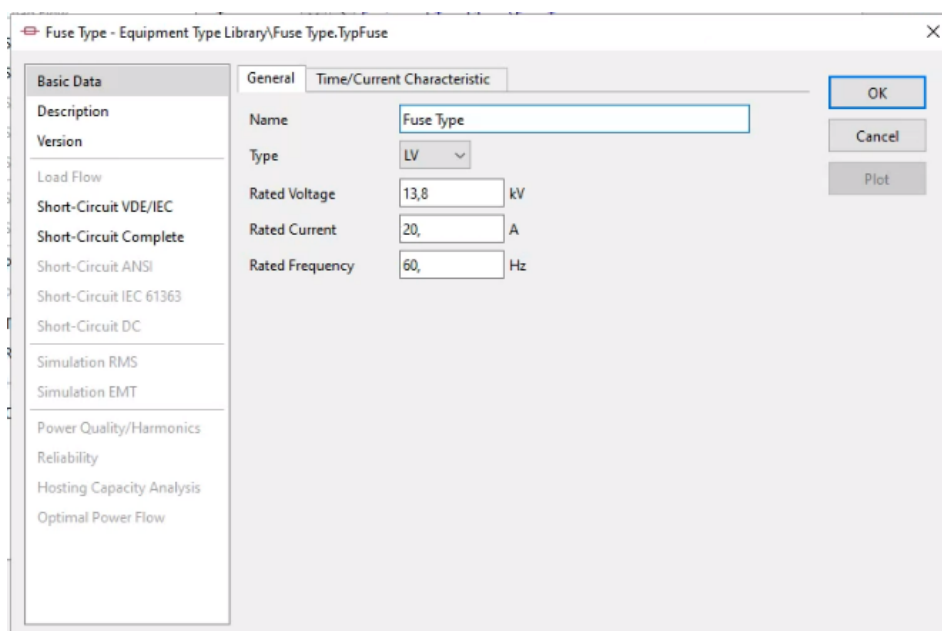 Fuse Type - Equipment Type Library\Fuse Type.TypFuse
Basic Data
Description
Version
Load Flow
Short-Circuit VDE/IEC
Short-Circuit Complete
Short-Circuit ANSI
Short-Circuit IEC 61363
Short-Circuit DC
Simulation RMS
Simulation EMT
Power Quality/Harmonics
Reliability
Hosting Capacity Analysis
Optimal Power Flow
General Time/Current Characteristic
Name Fuse Type
Type LV
Rated Voltage 13,8 kV
Rated Current 20, A
Rated Frequency 60, Hz
OK
Cancel
Plot